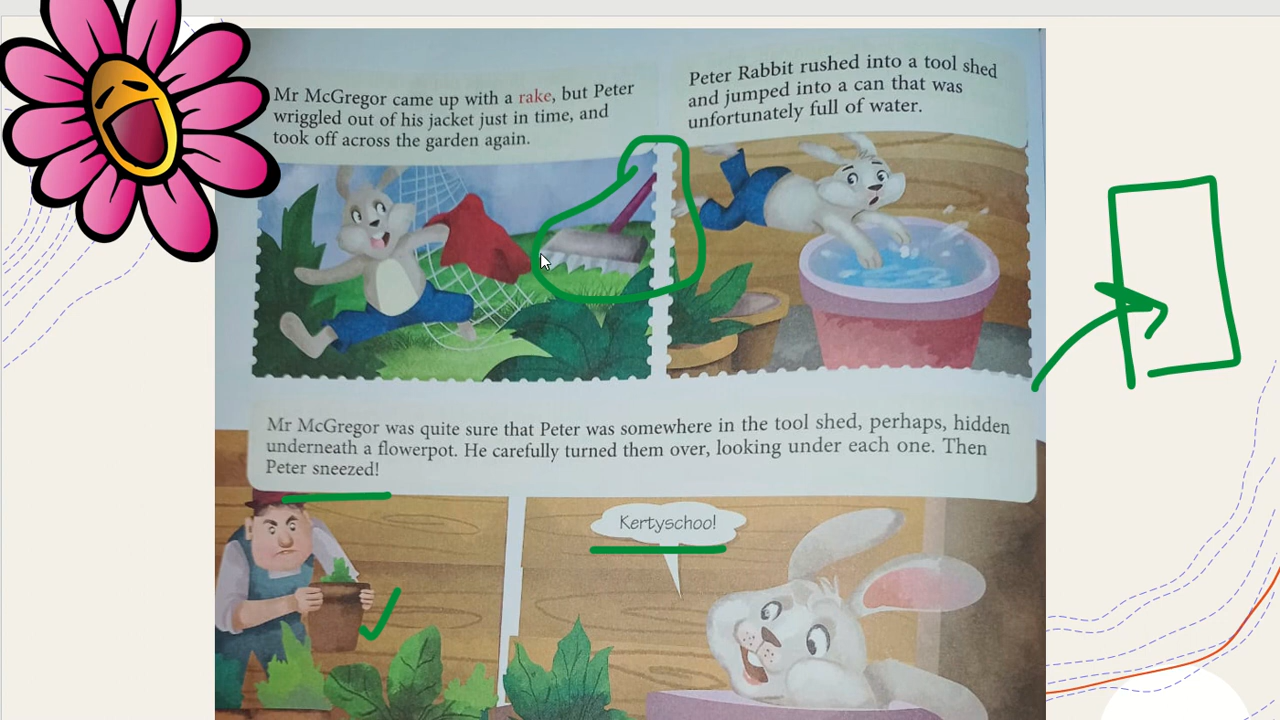 Mr McGregor came up with a rake, but Peter
wriggled out of his jacket just in time, and
took off across the garden again.
Peter Rabbit rushed into a tool shed
and jumped into a can that was
unfortunately full of water.
Mr McGregor was quite sure that Peter was somewhere in the tool shed, perhaps, hidden
underneath a flowerpot. He carefully turned them over, looking under each one. Then
Peter sneezed!
Kertyschoo!